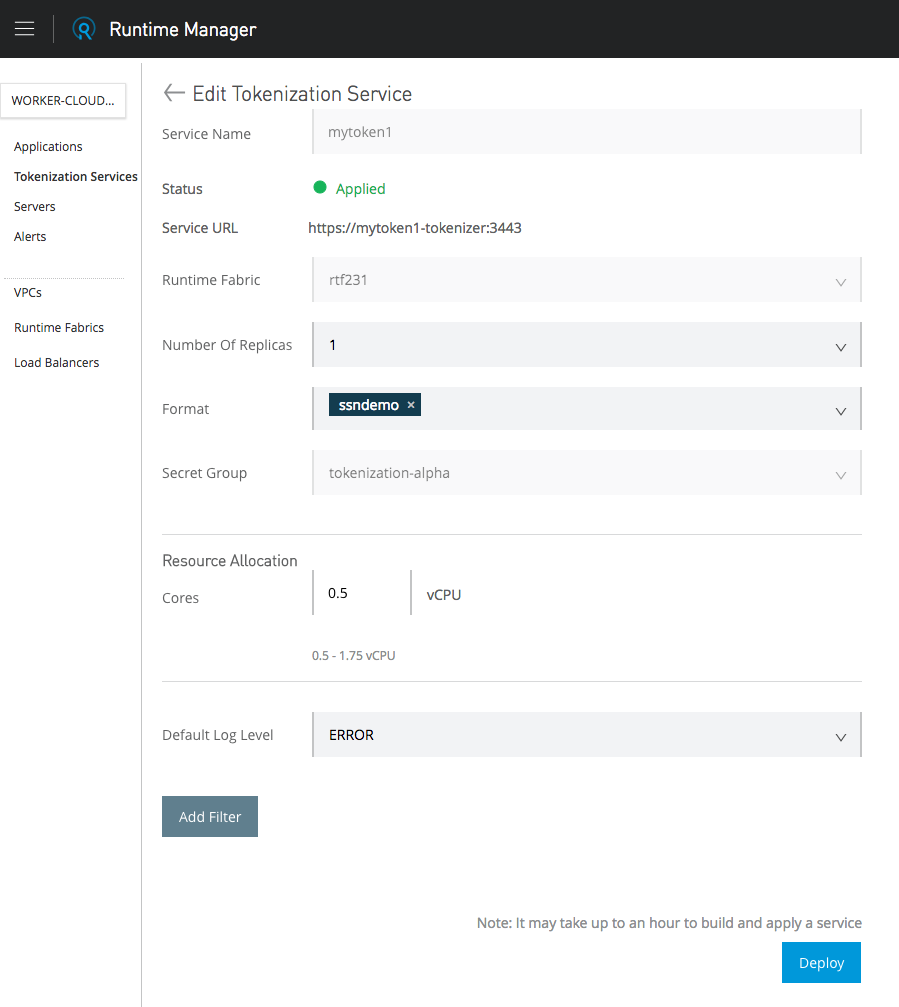 Runtime Manager
WORKER-CLOUD...
Applications
Tokenization Services
Servers
Alerts
VPCs
Runtime Fabrics
Load Balancers
Edit Tokenization Service
Service Name mytoken1
Status Applied
Service URL https://mytoken1-tokenizer:3443
Runtime Fabric rtf231
Number Of Replicas 1
Format ssndemo ×
Secret Group tokenization-alpha
Resource Allocation
Cores 0.5 vCPU
0.5 - 1.75 vCPU
Default Log Level ERROR
Add Filter
Note: It may take up to an hour to build and apply a service
Deploy